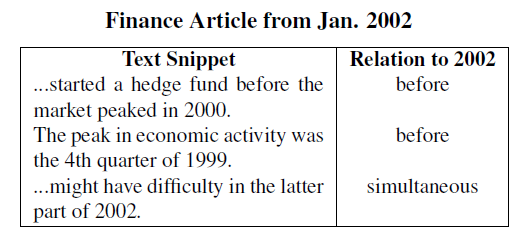 Finance Article from Jan. 2002
Text Snippet Relation to 2002
...started a hedge fund before the before
market peaked in 2000.
The peak in economic activity was before
the 4th quarter of 1999.
...might have difficulty in the latter simultaneous
part of 2002.